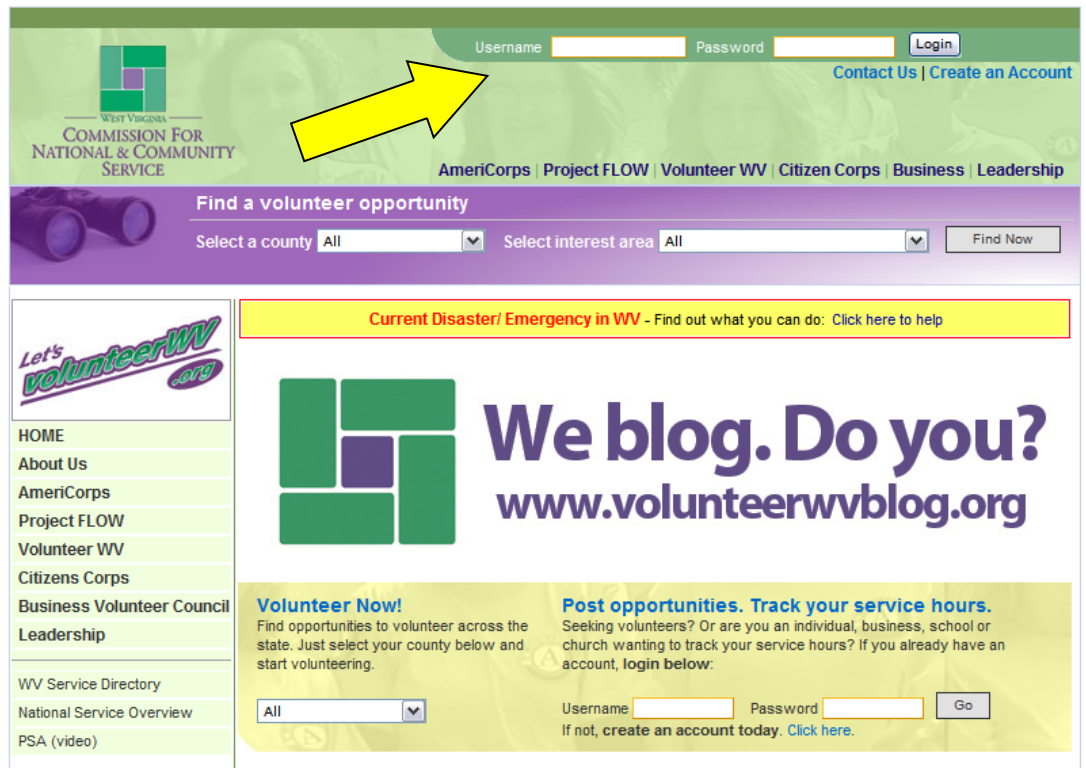 Username Password Login
Contact Us | Create an Account
WEST VIRGINIA
COMMISSION FOR
NATIONAL & COMMUNITY
SERVICE
AmeriCorps | Project FLOW | Volunteer WV | Citizen Corps | Business | Leadership
Find a volunteer opportunity
Select a county All Select interest area All Find Now
Let's
volunteerWV
.org
Current Disaster/ Emergency in WV - Find out what you can do: Click here to help
We blog. Do you?
www.volunteerwvblog.org
HOME
About Us
AmeriCorps
Project FLOW
Volunteer WV
Citizens Corps
Business Volunteer Council
Leadership
WV Service Directory
National Service Overview
PSA (video)
Volunteer Now!
Find opportunities to volunteer across the
state. Just select your county below and
start volunteering.
All
Post opportunities. Track your service hours.
Seeking volunteers? Or are you an individual, business, school or
church wanting to track your service hours? If you already have an
account, login below:
Username Password Go
If not, create an account today. Click here.